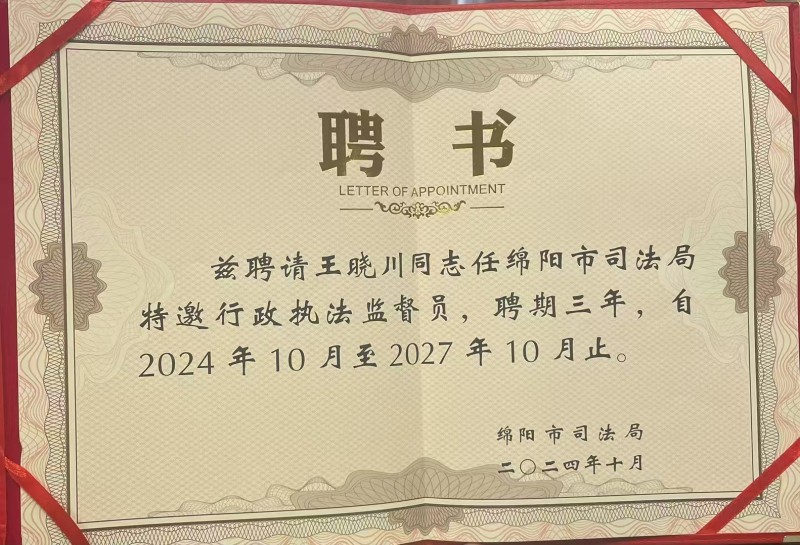 聘 书
LETTER OF APPOINTMENT
兹聘请王晓川同志任绵阳市司法局
特邀行政执法监督员，聘期三年，自
2024 年 10 月至 2027 年 10 月止。
绵阳市司法局
二〇二四年十月